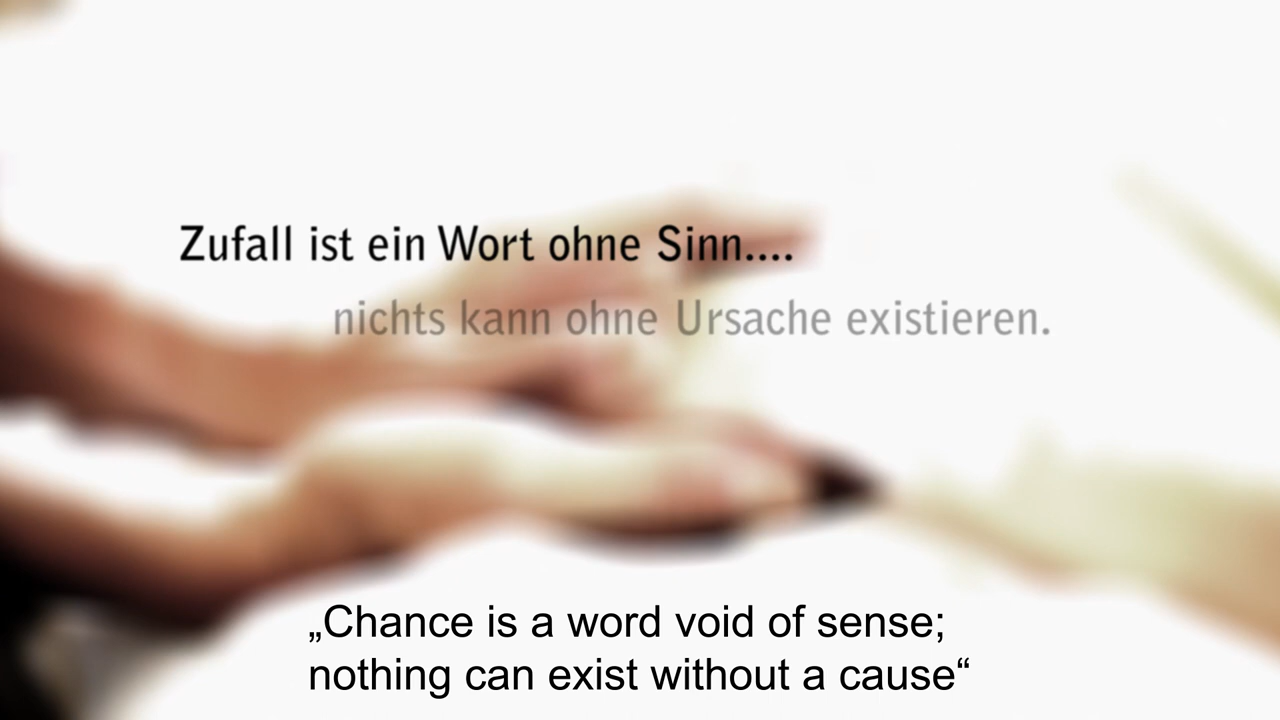 Zufall ist ein Wort ohne Sinn....
nichts kann ohne Ursache existieren.
„Chance is a word void of sense;
nothing can exist without a cause“